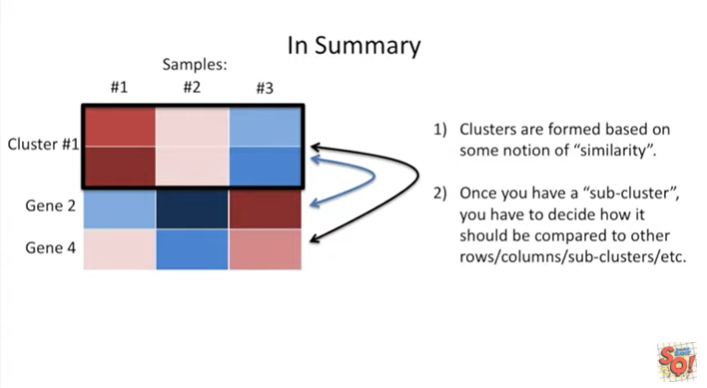 In Summary
Samples:
#1 #2 #3
Cluster #1
Gene 2
Gene 4
1) Clusters are formed based on
some notion of “similarity”.
2) Once you have a “sub-cluster”,
you have to decide how it
should be compared to other
rows/columns/sub-clusters/etc.